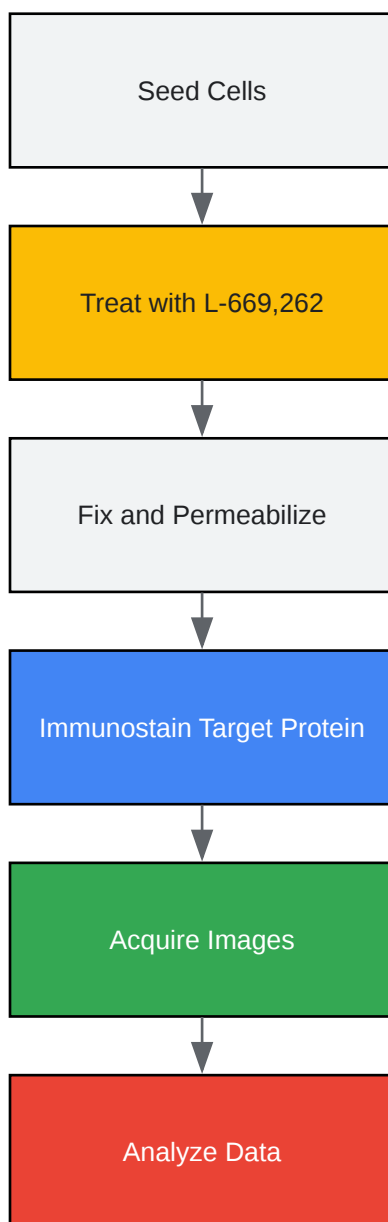 Seed Cells
Treat with L-669,262
Fix and Permeabilize
Immunostain Target Protein
Acquire Images
Analyze Data